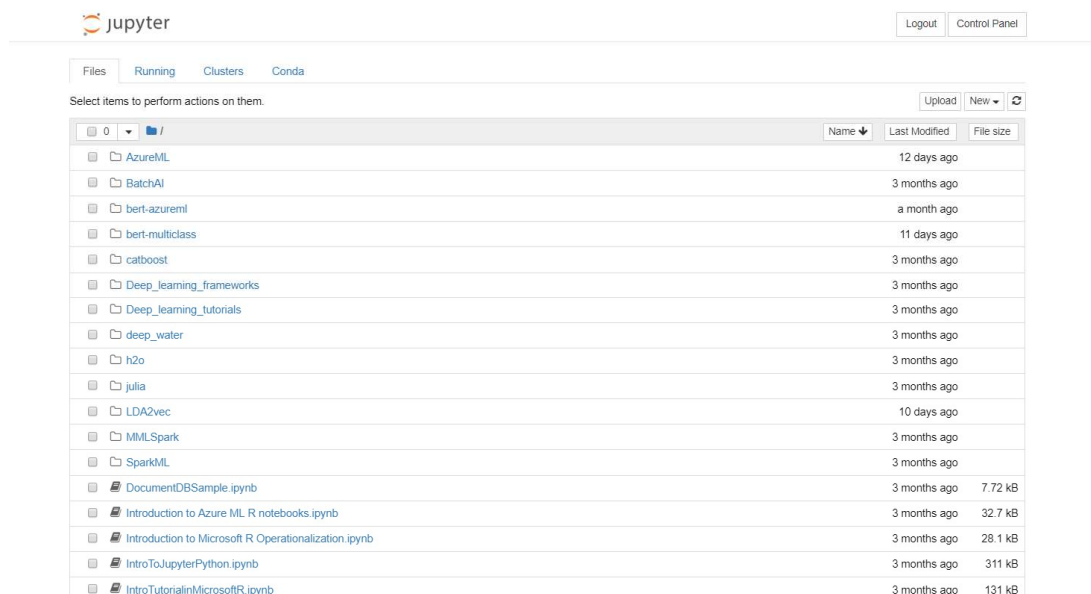 jupyter Logout Control Panel
Files Running Clusters Conda
Select items to perform actions on them. Upload New
0 / Name Last Modified File size
AzureML 12 days ago
BatchAI 3 months ago
bert-azureml a month ago
bert-multiclass 11 days ago
catboost 3 months ago
Deep_learning_frameworks 3 months ago
Deep_learning_tutorials 3 months ago
deep_water 3 months ago
h2o 3 months ago
julia 3 months ago
LDA2vec 10 days ago
MMLSpark 3 months ago
SparkML 3 months ago
DocumentDBSample.ipynb 3 months ago 7.72 kB
Introduction to Azure ML R notebooks.ipynb 3 months ago 32.7 kB
Introduction to Microsoft R Operationalization.ipynb 3 months ago 28.1 kB
IntroToJupyterPython.ipynb 3 months ago 311 kB
IntroTutorialinMicrosoftR.ipynb 3 months ago 131 kB